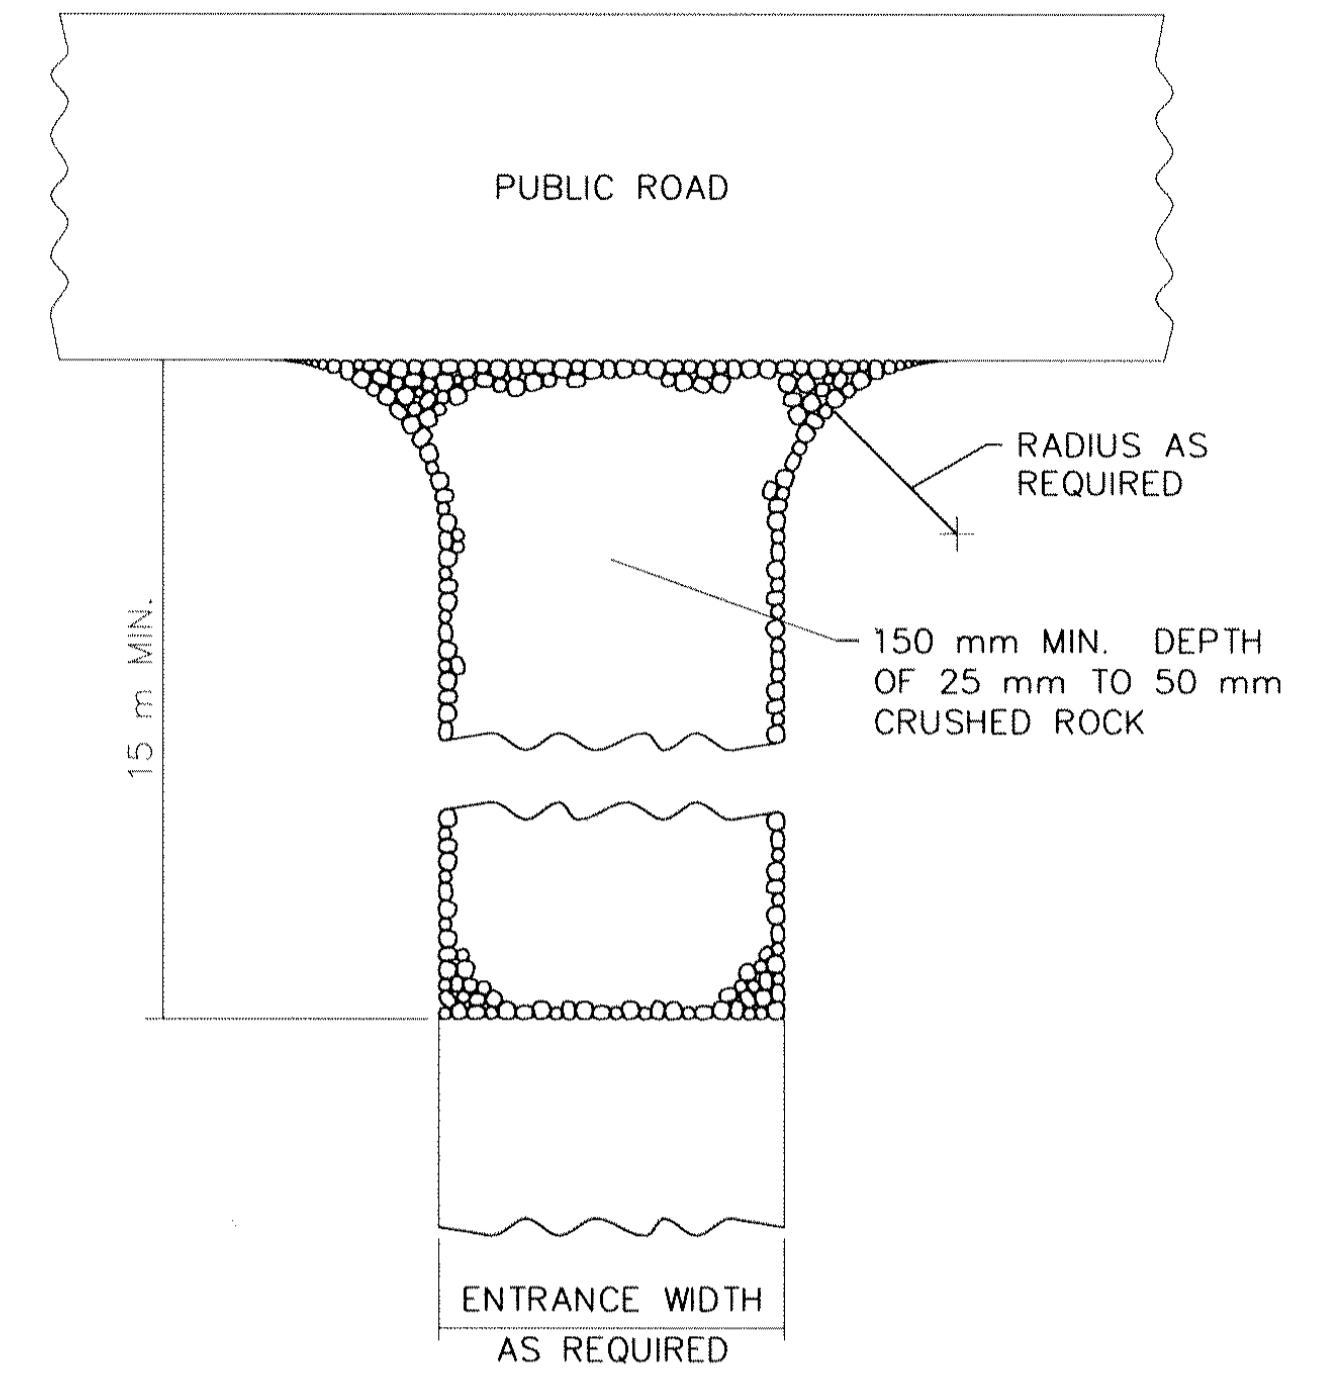 PUBLIC ROAD
RADIUS AS
REQUIRED
15 m MIN.
150 mm MIN. DEPTH
OF 25 mm TO 50 mm
CRUSHED ROCK
ENTRANCE WIDTH
AS REQUIRED